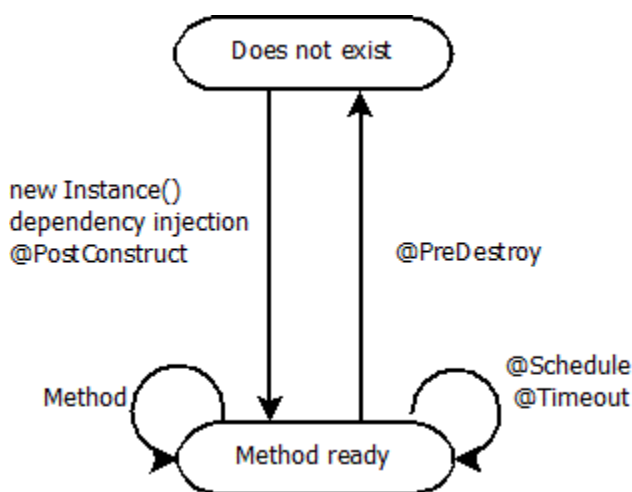 Does not exist
new Instance()
dependency injection
@PostConstruct
@PreDestroy
@Schedule
@Timeout
Method
Method ready